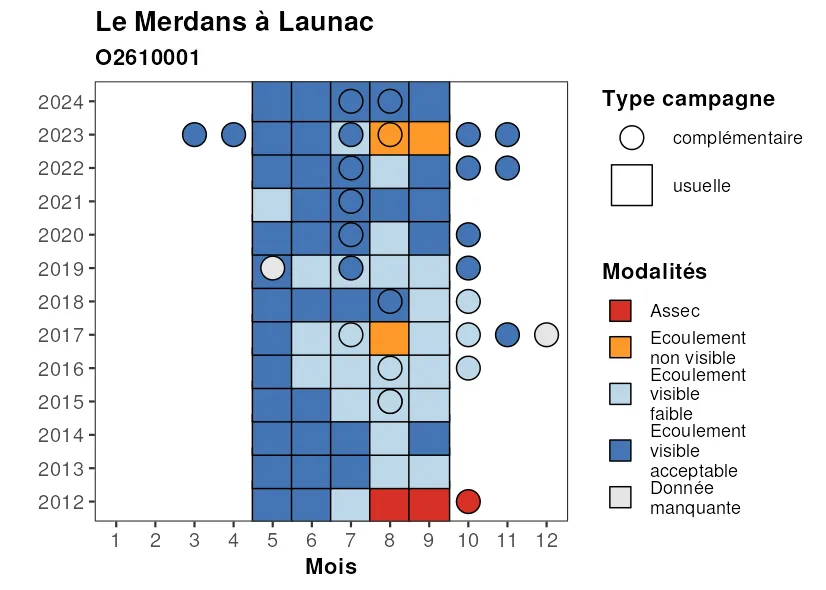 Le Merdans à Launac
O2610001
2024
2023
2022
2021
2020
2019
2018
2017
2016
2015
2014
2013
2012
1 2 3 4 5 6 7 8 9 10 11 12
Mois
Type campagne
complémentaire
usuelle
Modalités
Assec
Ecoulement
non visible
Ecoulement
visible
faible
Ecoulement
visible
acceptable
Donnée
manquante